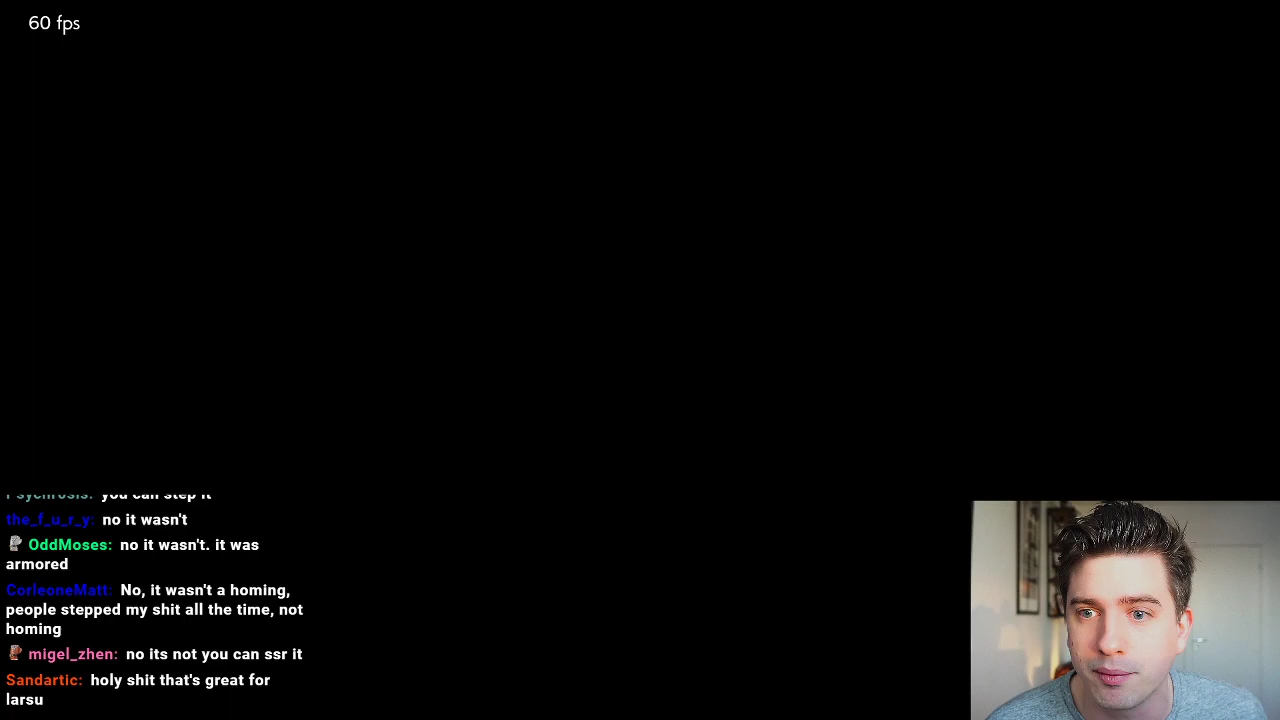 60 fps
Psychrosis: you can step it
the_f_u_r_y: no it wasn't
OddMoses: no it wasn't. it was
armored
CorleoneMatt: No, it wasn't a homing,
people stepped my shit all the time, not
homing
migel_zhen: no its not you can ssr it
Sandartic: holy shit that's great for
larsu